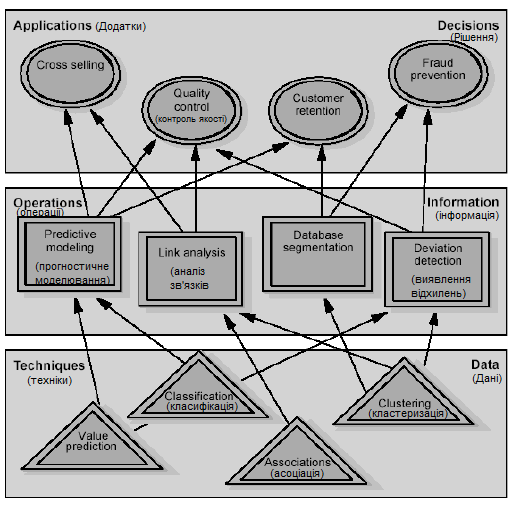 Applications (Додатки)
Decisions
(Рішення)
Cross selling
Quality
control
(контроль якості)
Customer
retention
Fraud
prevention
Operations
(операції)
Information
(інформація)
Predictive
modeling
(прогностичне
моделювання)
Link analysis
(аналіз
зв'язків
Database
segmentation
Deviation
detection
(виявлення
відхилень)
Techniques
(техніки)
Data
(Дані)
Classification
(класифікація)
Clustering
(кластеризація)
Value
prediction
Associations
(асоціація)